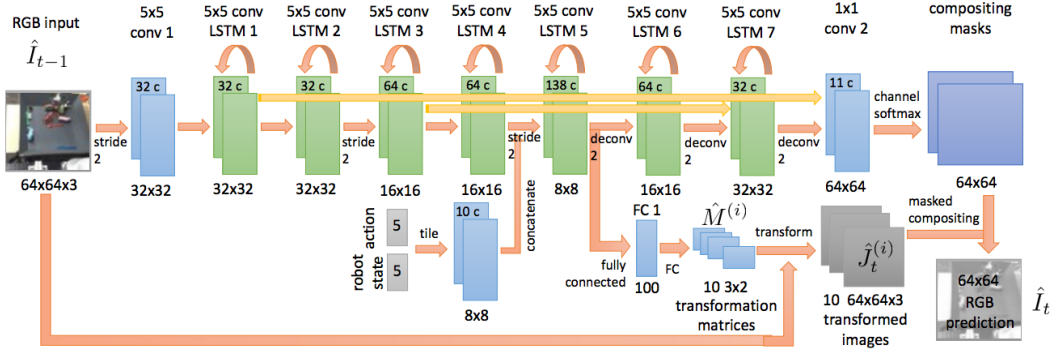 RGB input
Î_{t-1}
64x64x3
5x5
conv 1
32 c
32x32
stride
2
5x5 conv
LSTM 1
32 c
32x32
5x5 conv
LSTM 2
32 c
32x32
stride
2
5x5 conv
LSTM 3
64 c
16x16
5x5 conv
LSTM 4
64 c
16x16
stride
2
5x5 conv
LSTM 5
138 c
8x8
deconv
2
5x5 conv
LSTM 6
64 c
16x16
deconv
2
5x5 conv
LSTM 7
32 c
32x32
deconv
2
1x1
conv 2
11 c
64x64
channel
softmax
compositing
masks
64x64
action
5
robot
state
5
tile
10 c
8x8
concatenate
fully
connected
FC 1
100
FC
M̂^{(i)}
10 3x2
transformation
matrices
transform
Ĵ_t^{(i)}
10 64x64x3
transformed
images
masked
compositing
64x64
RGB
prediction
Î_t